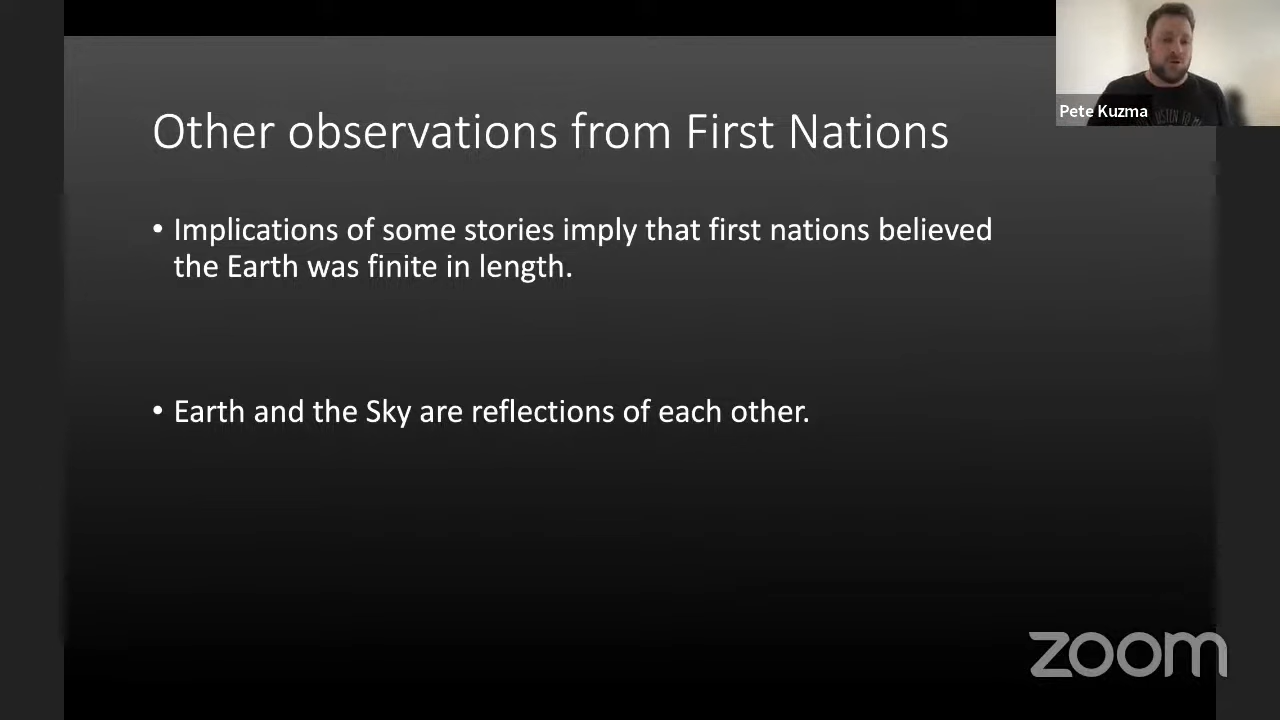 Other observations from First Nations
• Implications of some stories imply that first nations believed
the Earth was finite in length.
• Earth and the Sky are reflections of each other.
Pete Kuzma
zoom